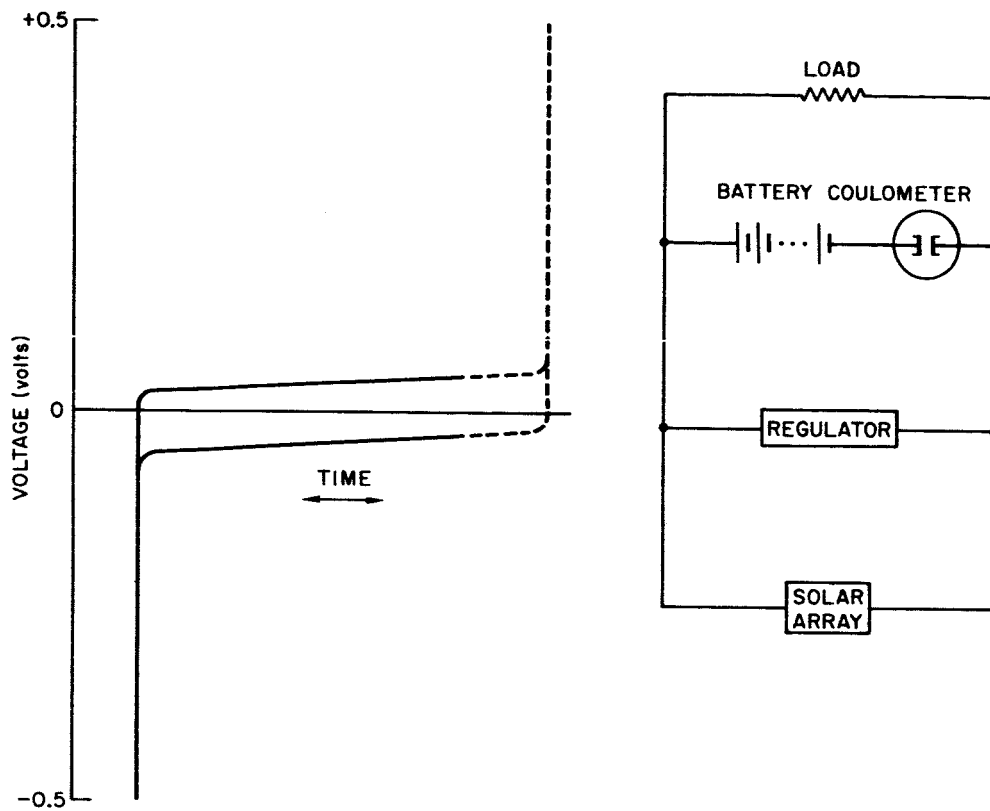 +0.5
VOLTAGE (volts)
0
TIME
-0.5
LOAD
BATTERY COULOMETER
REGULATOR
SOLAR
ARRAY